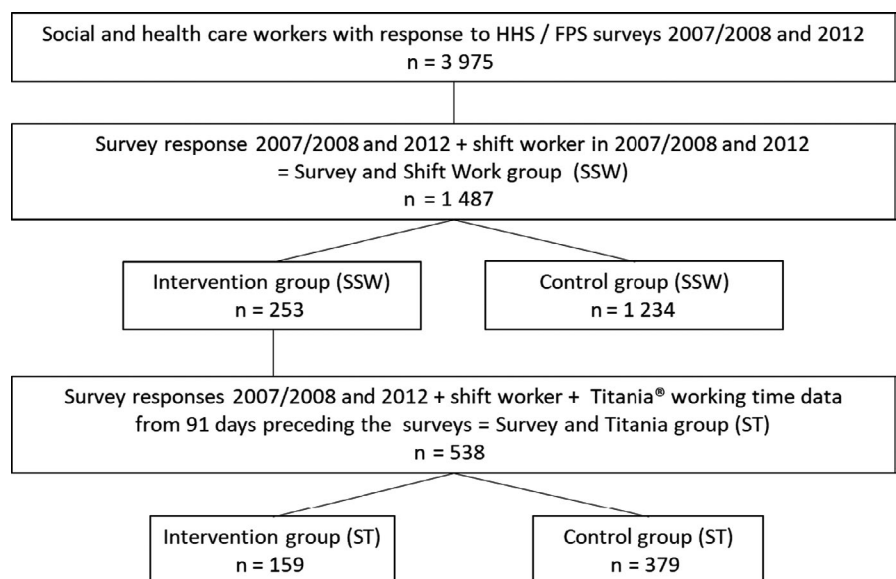 Social and health care workers with response to HHS / FPS surveys 2007/2008 and 2012
n = 3 975
Survey response 2007/2008 and 2012 + shift worker in 2007/2008 and 2012
= Survey and Shift Work group (SSW)
n = 1 487
Intervention group (SSW)
n = 253
Control group (SSW)
n = 1 234
Survey responses 2007/2008 and 2012 + shift worker + Titania® working time data
from 91 days preceding the surveys = Survey and Titania group (ST)
n = 538
Intervention group (ST)
n = 159
Control group (ST)
n = 379